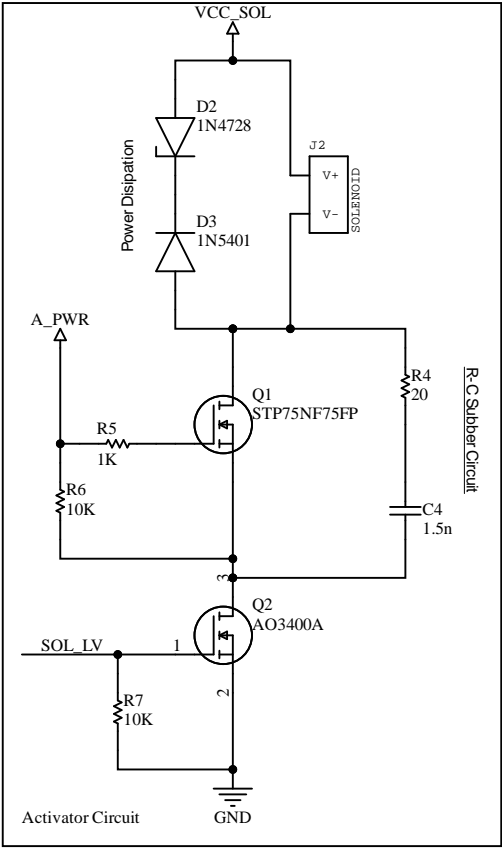 VCC_SOL
D2
1N4728
J2
V+
V-
SOLENOID
Power Disipation
D3
1N5401
A_PWR
R4
20
R-C Subber Circuit
Q1
STP75NF75FP
R5
1K
R6
10K
C4
1.5n
3
Q2
AO3400A
SOL_LV
1
2
R7
10K
Activator Circuit
GND